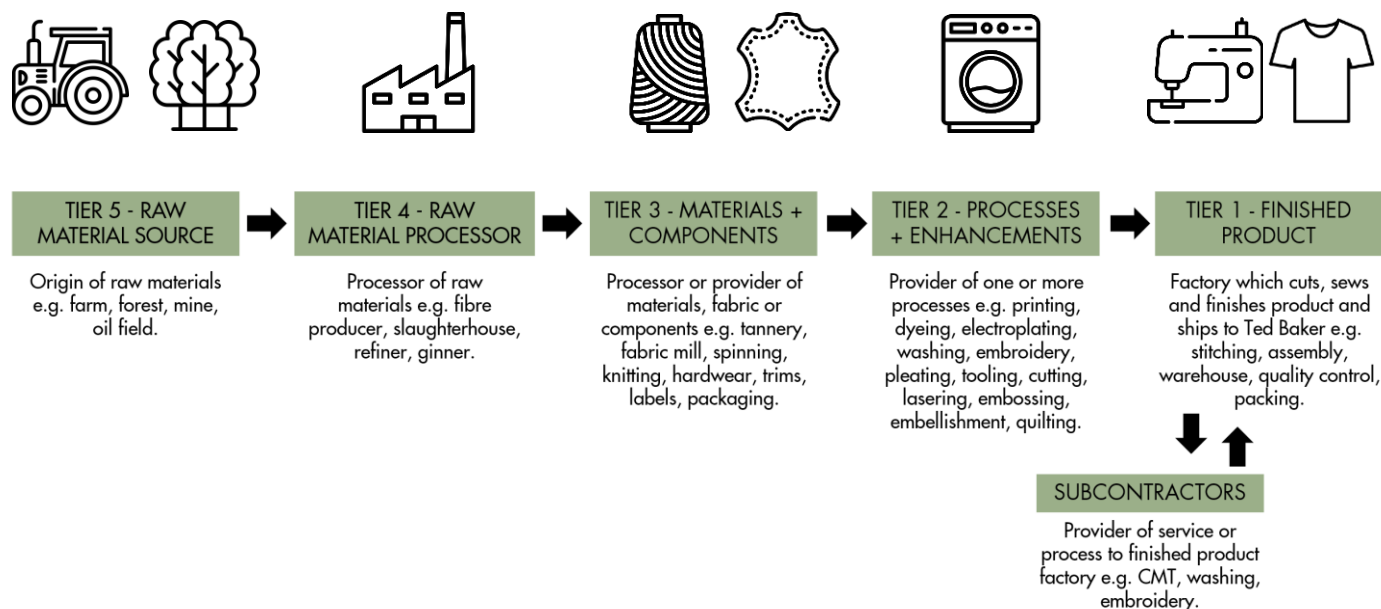 TIER 5 - RAW
MATERIAL SOURCE
Origin of raw materials
e.g. farm, forest, mine,
oil field.
TIER 4 - RAW
MATERIAL PROCESSOR
Processor of raw
materials e.g. fibre
producer, slaughterhouse,
refiner, ginner.
TIER 3 - MATERIALS +
COMPONENTS
Processor or provider of
materials, fabric or
components e.g. tannery,
fabric mill, spinning,
knitting, hardwear, trims,
labels, packaging.
TIER 2 - PROCESSES
+ ENHANCEMENTS
Provider of one or more
processes e.g. printing,
dyeing, electroplating,
washing, embroidery,
pleating, tooling, cutting,
lasering, embossing,
embellishment, quilting.
TIER 1 - FINISHED
PRODUCT
Factory which cuts, sews
and finishes product and
ships to Ted Baker e.g.
stitching, assembly,
warehouse, quality control,
packing.
SUBCONTRACTORS
Provider of service or
process to finished product
factory e.g. CMT, washing,
embroidery.